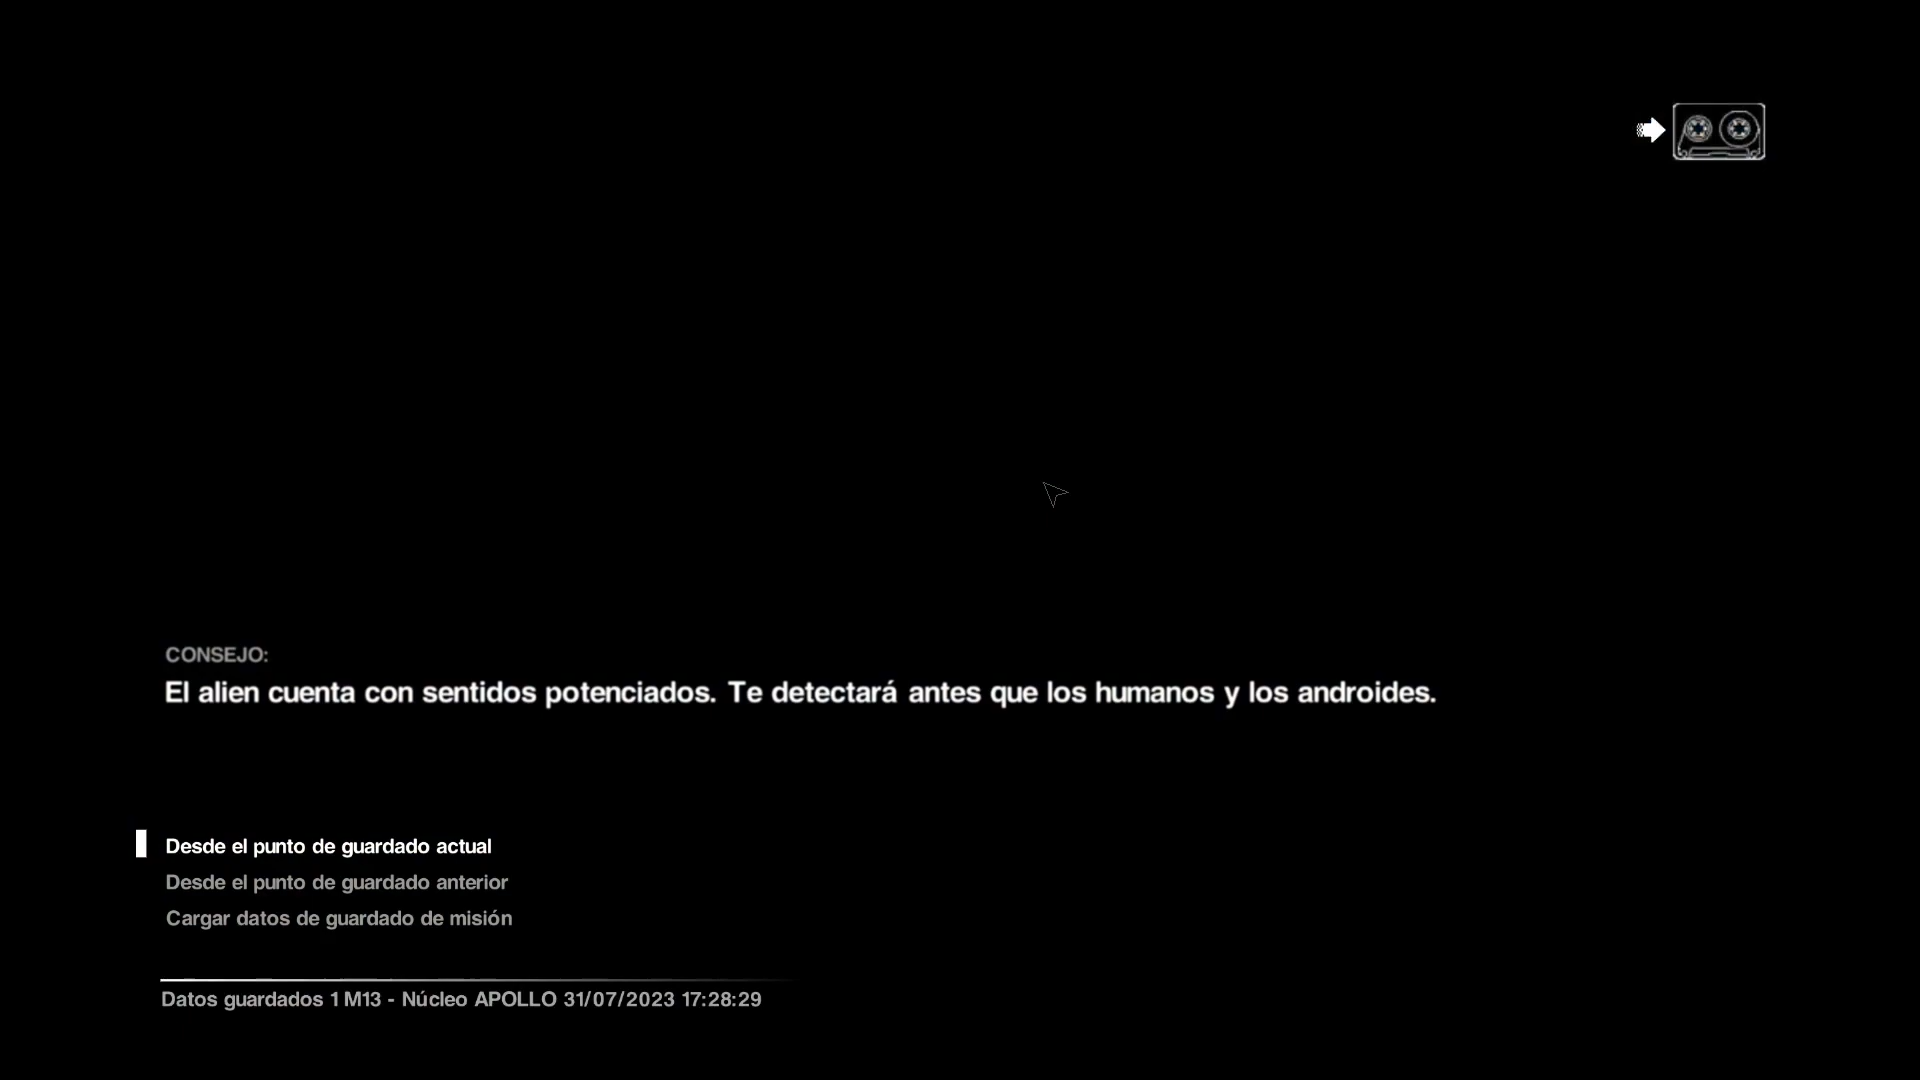 CONSEJO:
El alien cuenta con sentidos potenciados. Te detectará antes que los humanos y los androides.
Desde el punto de guardado actual
Desde el punto de guardado anterior
Cargar datos de guardado de misión
Datos guardados 1 M13 - Núcleo APOLLO 31/07/2023 17:28:29